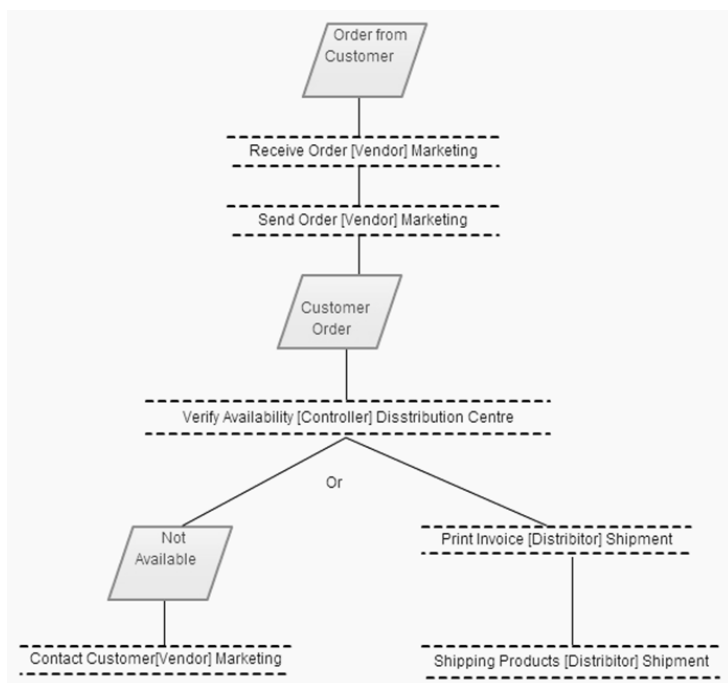 Order from
Customer
Receive Order [Vendor] Marketing
Send Order [Vendor] Marketing
Customer
Order
Verify Availability [Controller] Disstribution Centre
Or
Not
Available
Print Invoice [Distribitor] Shipment
Contact Customer[Vendor] Marketing
Shipping Products [Distribitor] Shipment